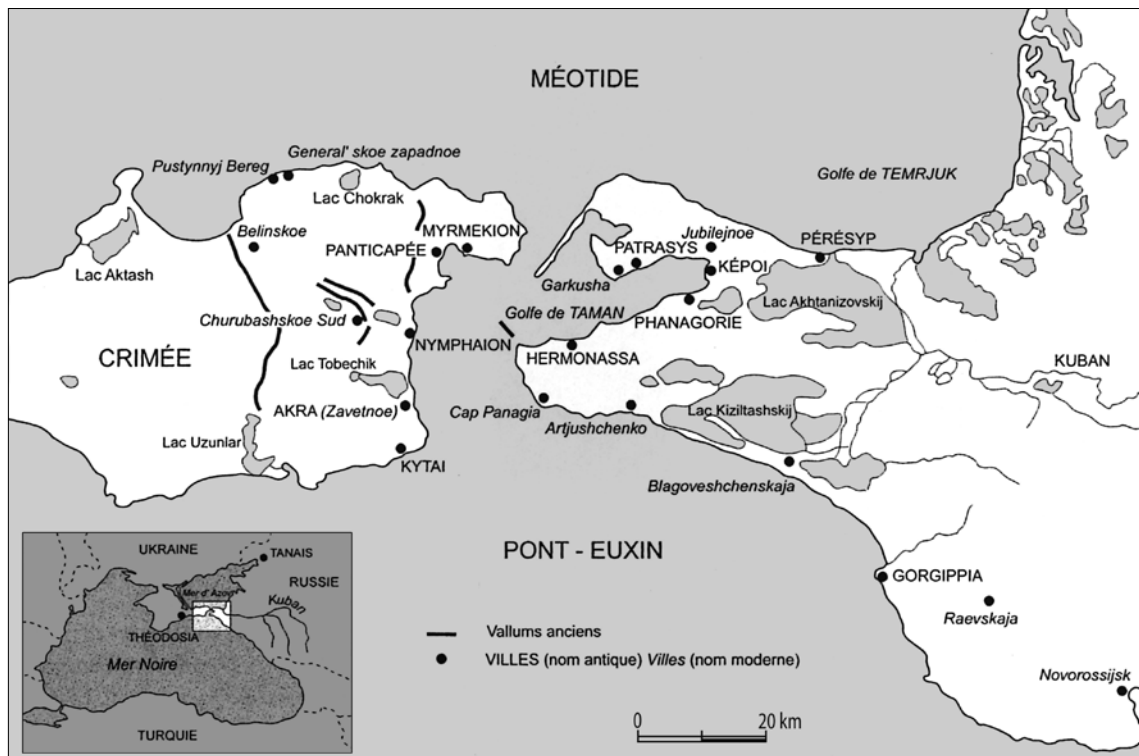 MÉOTIDE
General' skoe zapadnoe
Pustynnyj Bereg
Golfe de TEMRJUK
Lac Chokrak
MYRMEKION
Jubilejnoe
Belinskoe
PANTICAPÉE
PATRASYS
PÉRÉSYP
Lac Aktash
Garkusha
KÉPOI
Lac Akhtanizovskij
Golfe de TAMAN
Churubashskoe Sud
PHANAGORIE
NYMPHAION
HERMONASSA
CRIMÉE
Lac Tobechik
KUBAN
AKRA (Zavetnoe)
Cap Panagia
Lac Kiziltashskij
Artjushchenko
Lac Uzunlar
KYTAI
Blagoveshchenskaja
PONT - EUXIN
UKRAINE
TANAIS
RUSSIE
Mer d' Azov
Kuban
THÉODOSIA
Mer Noire
TURQUIE
GORGIPPIA
Raevskaja
Vallums anciens
VILLES (nom antique) Villes (nom moderne)
Novorossijsk
0 20 km